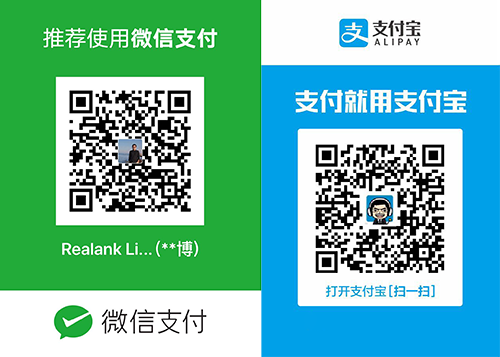 推荐使用微信支付
Realank Li...(**博)
微信支付
支 支付宝
ALIPAY
支付就用支付宝
打开支付宝[扫一扫]